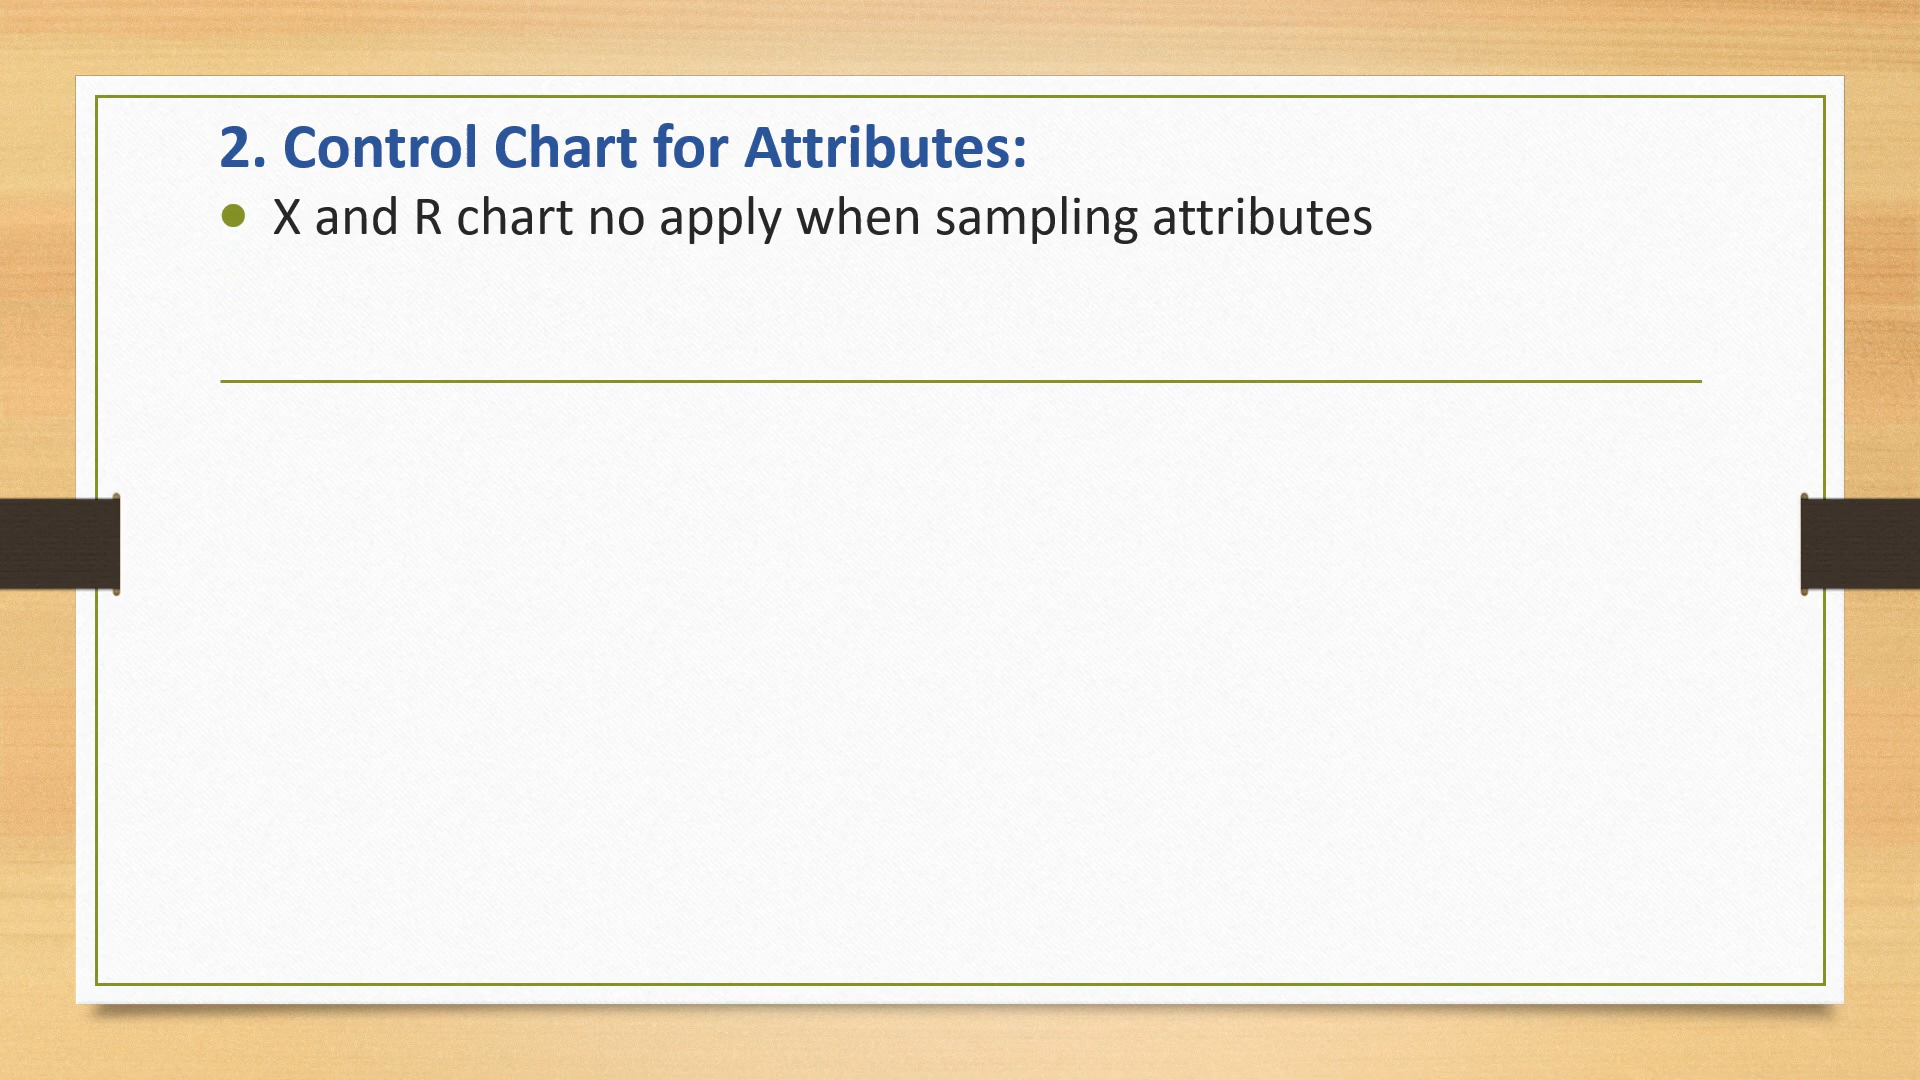 2. Control Chart for Attributes:
● X and R chart no apply when sampling attributes